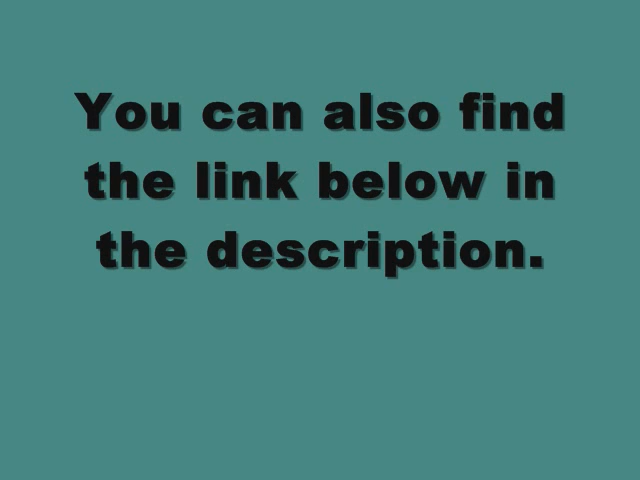 You can also find
the link below in
the description.